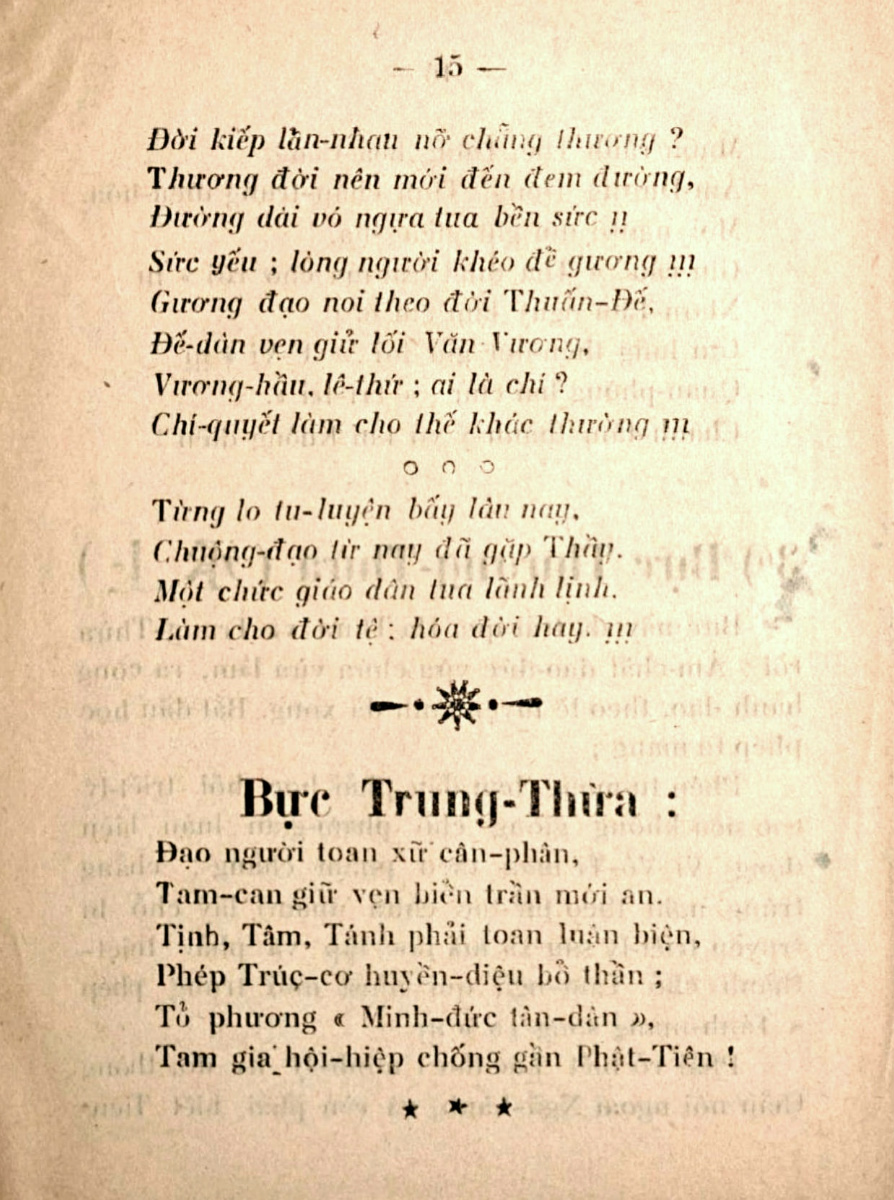 — 15 —
Đời kiếp lần-nhau nỡ chẳng thương ?
Thương đời nên mới đến đem đường,
Đường dài vó ngựa tua bền sức !!
Sức yếu ; lòng người khéo để gương !!!
Gương đạo noi theo đời Thuấn-Đế,
Đế-dân vẹn giữ lối Văn Vương,
Vương-hầu, lê-thứ ; ai là chí ?
Chí-quyết làm cho thế khác thường !!!
○ ○ ○
Từng lo tu-luyện bấy lâu nay,
Chuộng-đạo từ nay đã gặp Thầy.
Một chức giáo dân tua lãnh lịnh.
Làm cho đời tệ : hóa đời hay. !!!
Bực Trung-Thừa :
Đạo người toan xữ cân-phân,
Tam-can giữ vẹn biển trần mới an.
Tịnh, Tâm, Tánh phải toan luận biện,
Phép Trúc-cơ huyền-diệu bổ thần ;
Tổ phương « Minh-đức tân-dân »,
Tam gia hội-hiệp chống gần Phật-Tiên !
★ ★ ★